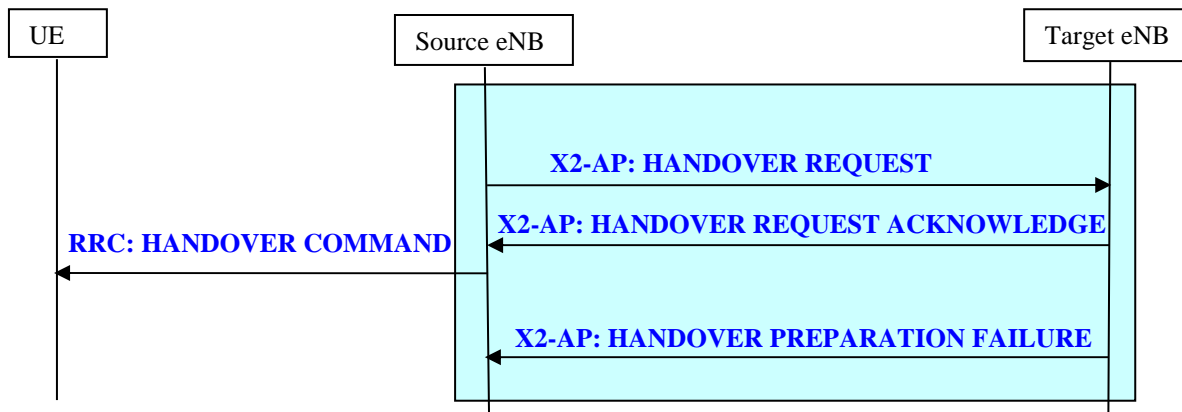 UE
Source eNB
Target eNB
X2-AP: HANDOVER REQUEST
X2-AP: HANDOVER REQUEST ACKNOWLEDGE
RRC: HANDOVER COMMAND
X2-AP: HANDOVER PREPARATION FAILURE